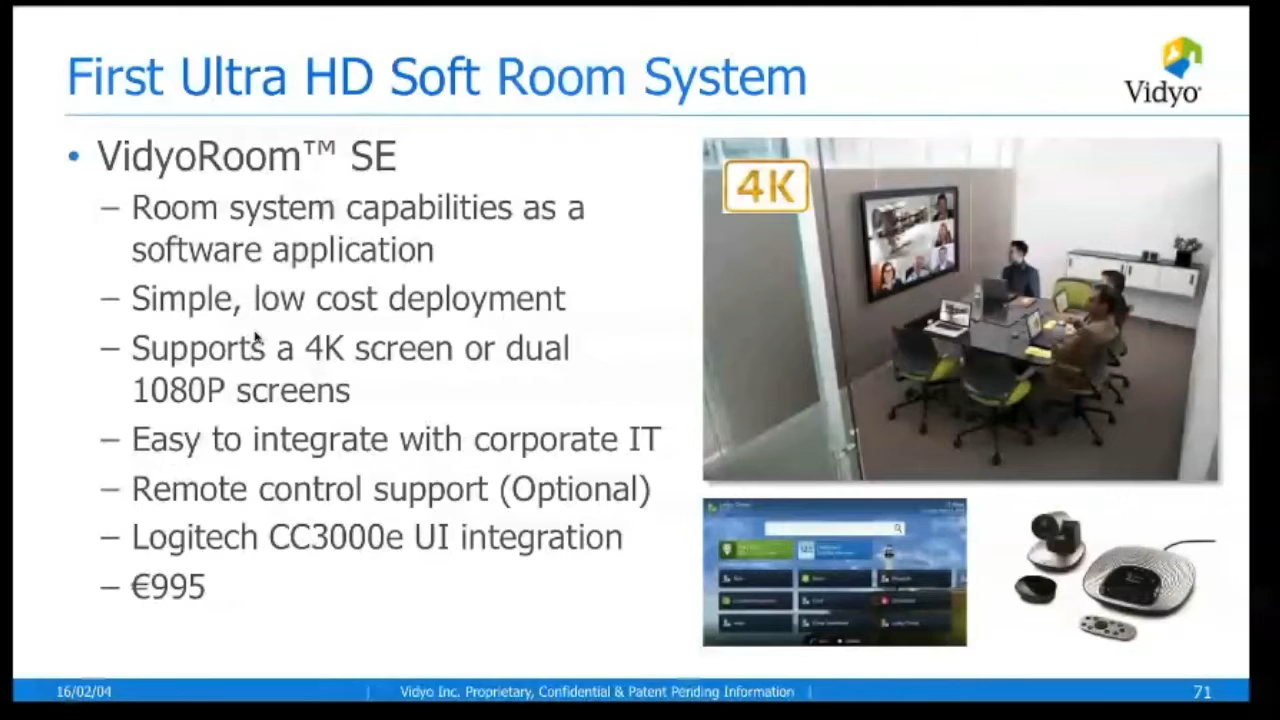 First Ultra HD Soft Room System
Vidyo
• VidyoRoom™ SE
– Room system capabilities as a
software application
– Simple, low cost deployment
– Supports a 4K screen or dual
1080P screens
– Easy to integrate with corporate IT
– Remote control support (Optional)
– Logitech CC3000e UI integration
– €995
4K
16/02/04
Vidyo Inc. Proprietary, Confidential & Patent Pending Information
71